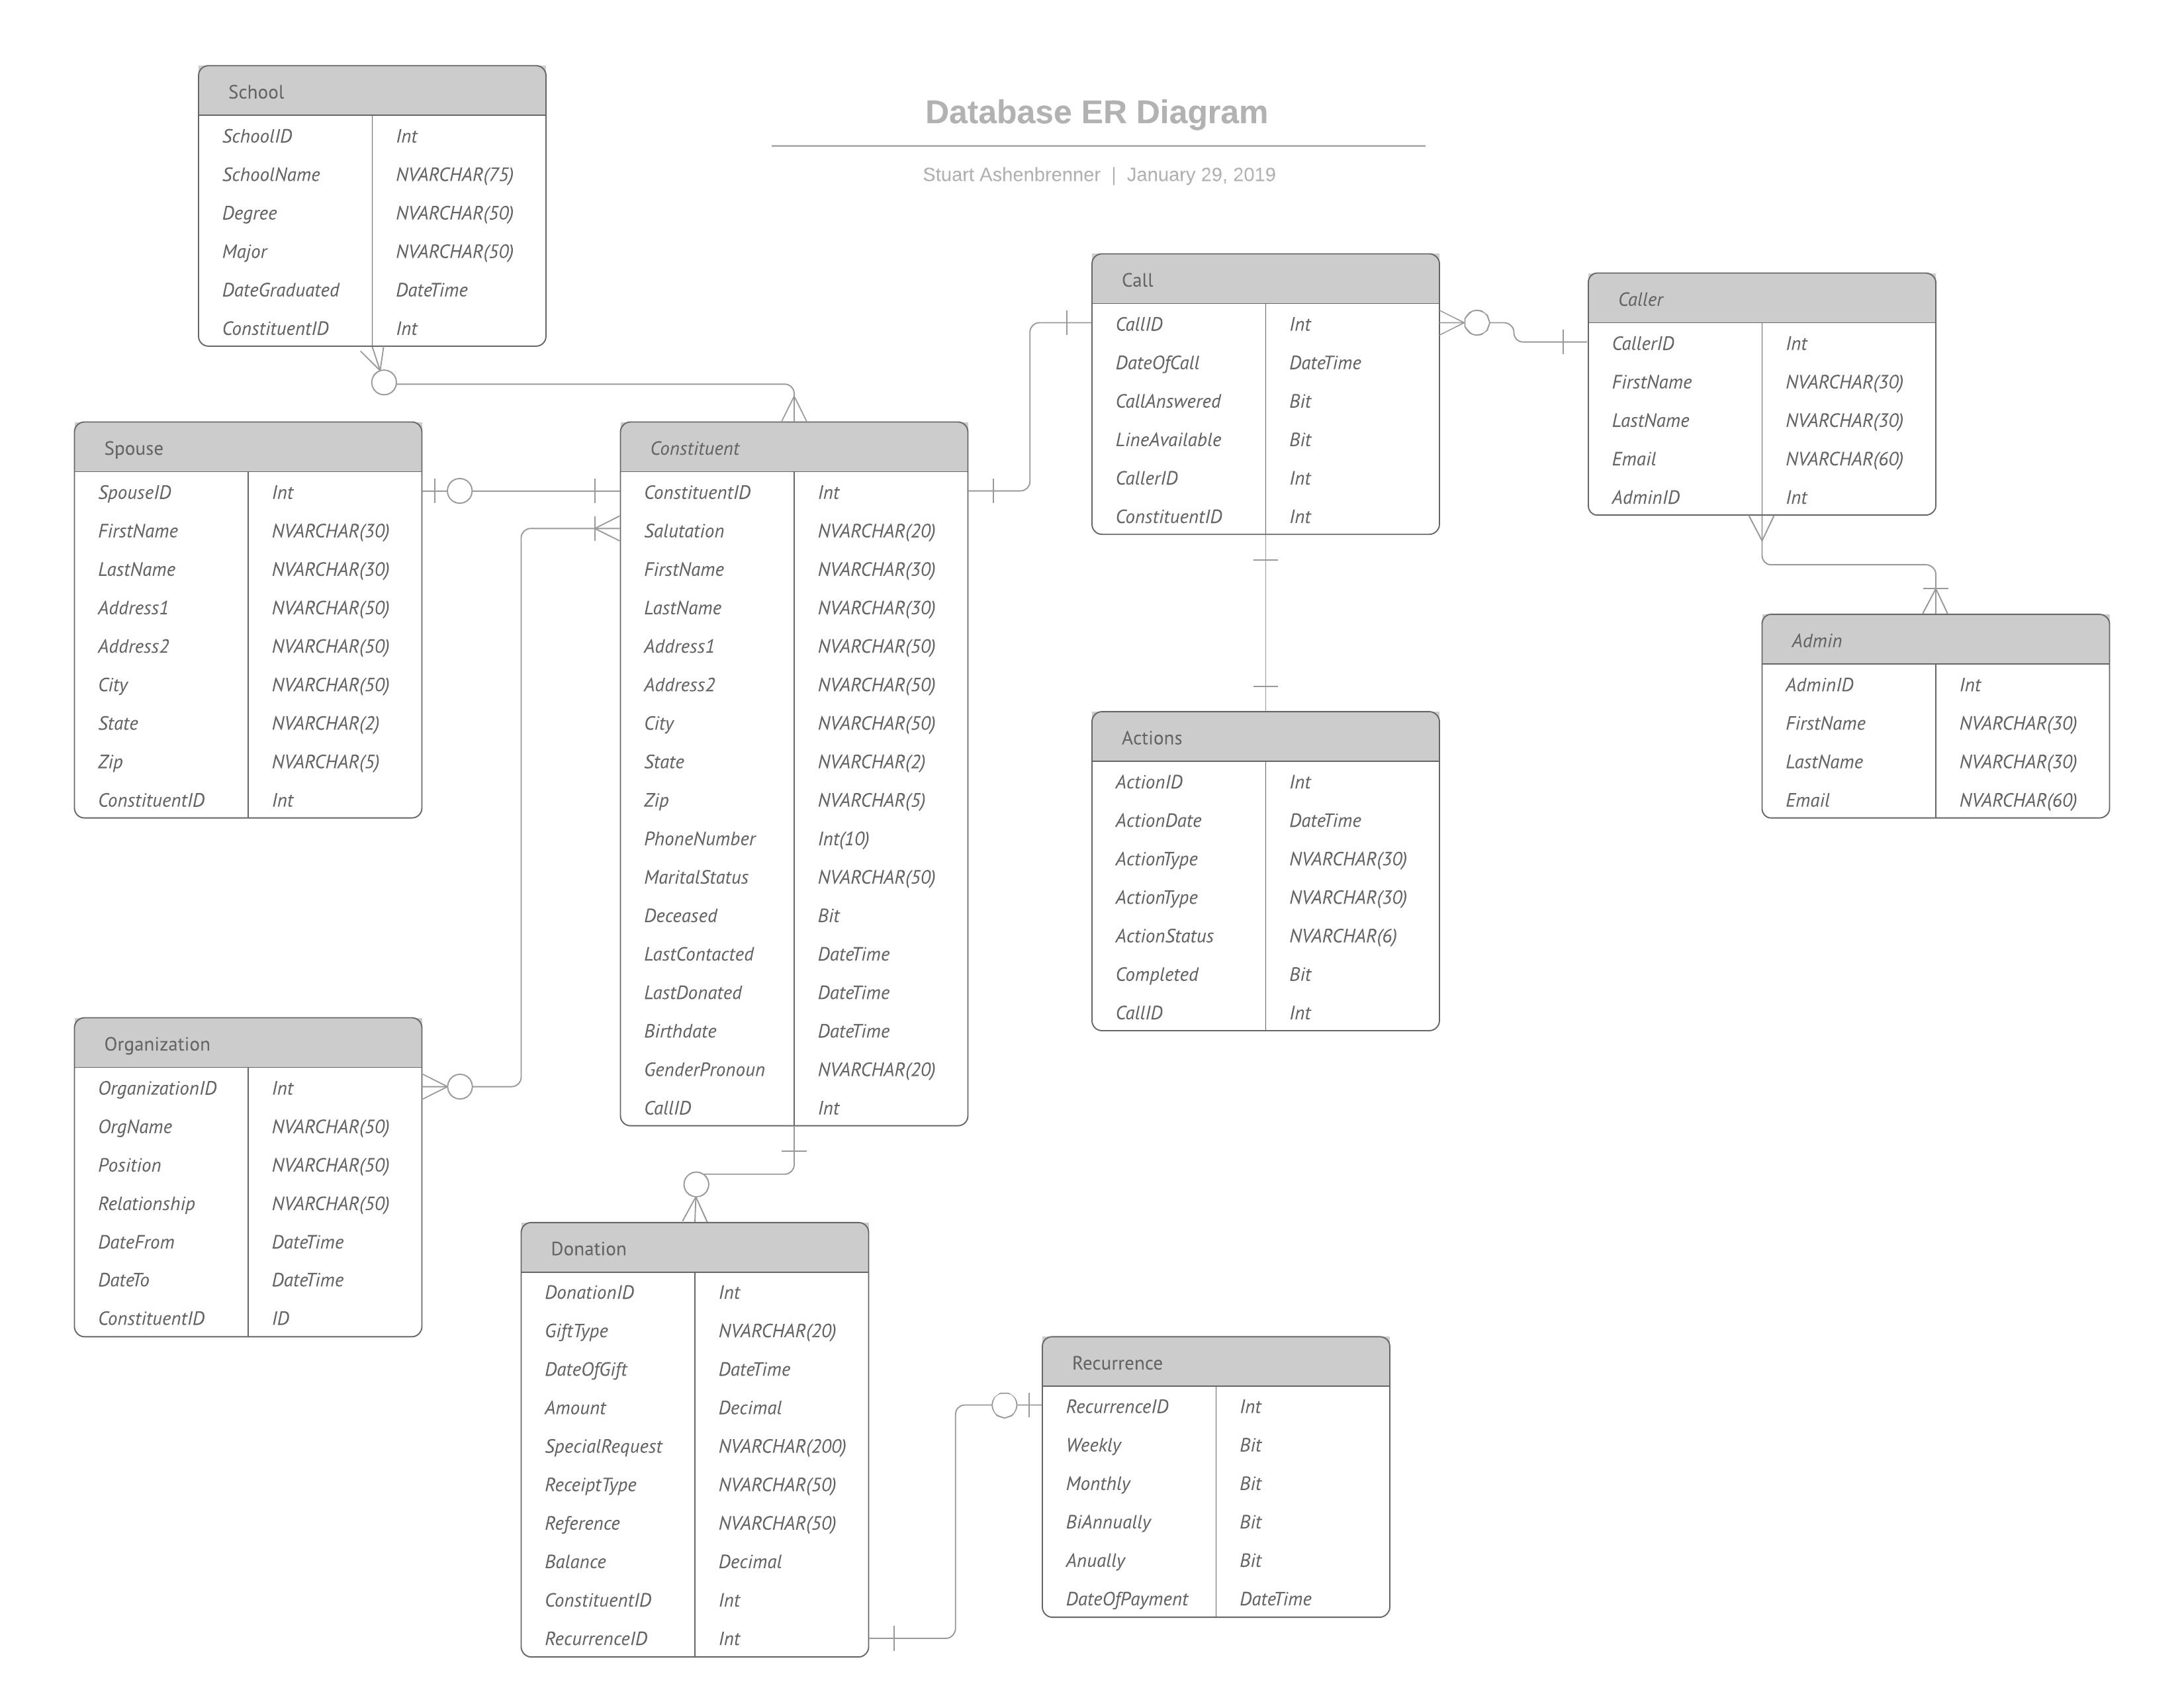 Database ER Diagram
Stuart Ashenbrenner | January 29, 2019
School
SchoolID Int
SchoolName NVARCHAR(75)
Degree NVARCHAR(50)
Major NVARCHAR(50)
DateGraduated DateTime
ConstituentID Int
Spouse
SpouseID Int
FirstName NVARCHAR(30)
LastName NVARCHAR(30)
Address1 NVARCHAR(50)
Address2 NVARCHAR(50)
City NVARCHAR(50)
State NVARCHAR(2)
Zip NVARCHAR(5)
ConstituentID Int
Constituent
ConstituentID Int
Salutation NVARCHAR(20)
FirstName NVARCHAR(30)
LastName NVARCHAR(30)
Address1 NVARCHAR(50)
Address2 NVARCHAR(50)
City NVARCHAR(50)
State NVARCHAR(2)
Zip NVARCHAR(5)
PhoneNumber Int(10)
MaritalStatus NVARCHAR(50)
Deceased Bit
LastContacted DateTime
LastDonated DateTime
Birthdate DateTime
GenderPronoun NVARCHAR(20)
CallID Int
Call
CallID Int
DateOfCall DateTime
CallAnswered Bit
LineAvailable Bit
CallerID Int
ConstituentID Int
Caller
CallerID Int
FirstName NVARCHAR(30)
LastName NVARCHAR(30)
Email NVARCHAR(60)
AdminID Int
Admin
AdminID Int
FirstName NVARCHAR(30)
LastName NVARCHAR(30)
Email NVARCHAR(60)
Actions
ActionID Int
ActionDate DateTime
ActionType NVARCHAR(30)
ActionType NVARCHAR(30)
ActionStatus NVARCHAR(6)
Completed Bit
CallID Int
Organization
OrganizationID Int
OrgName NVARCHAR(50)
Position NVARCHAR(50)
Relationship NVARCHAR(50)
DateFrom DateTime
DateTo DateTime
ConstituentID ID
Donation
DonationID Int
GiftType NVARCHAR(20)
DateOfGift DateTime
Amount Decimal
SpecialRequest NVARCHAR(200)
ReceiptType NVARCHAR(50)
Reference NVARCHAR(50)
Balance Decimal
ConstituentID Int
RecurrenceID Int
Recurrence
RecurrenceID Int
Weekly Bit
Monthly Bit
BiAnnually Bit
Anually Bit
DateOfPayment DateTime